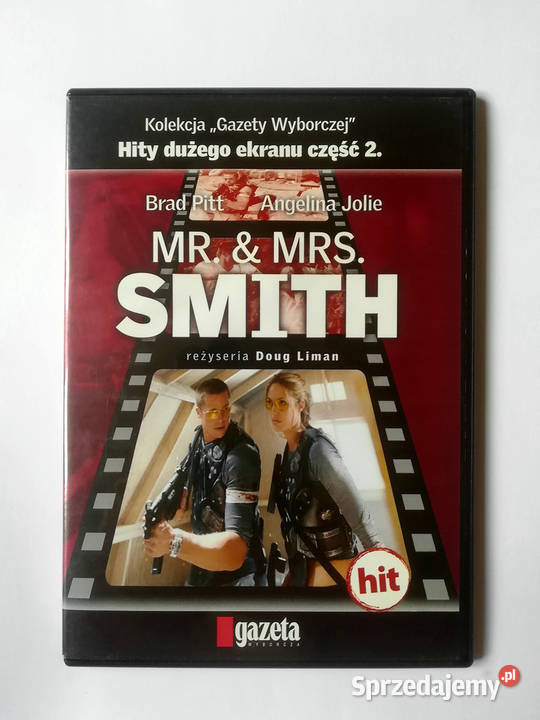 Kolekcja „Gazety Wyborczej”
Hity dużego ekranu część 2.
Brad Pitt Angelina Jolie
MR. & MRS.
SMITH
reżyseria Doug Liman
hit
gazeta
WYBORCZA
Sprzedajemy.pl